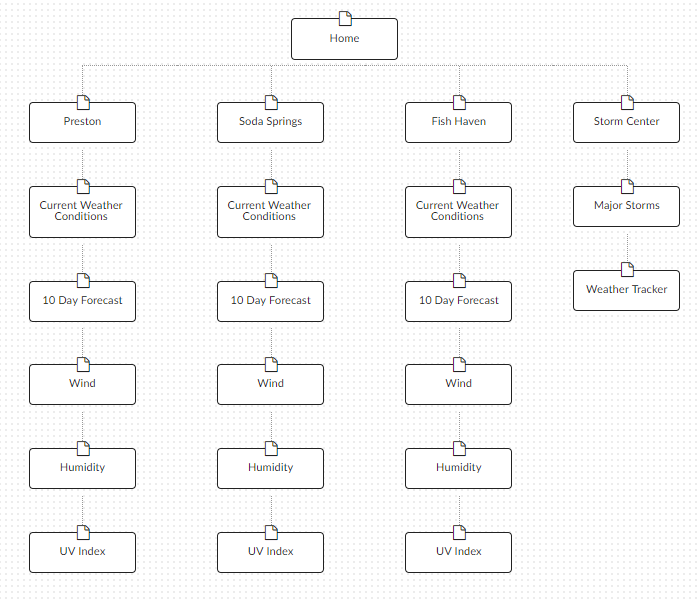 Home
Preston
Soda Springs
Fish Haven
Storm Center
Current Weather
Conditions
Current Weather
Conditions
Current Weather
Conditions
Major Storms
10 Day Forecast
10 Day Forecast
10 Day Forecast
Weather Tracker
Wind
Wind
Wind
Humidity
Humidity
Humidity
UV Index
UV Index
UV Index